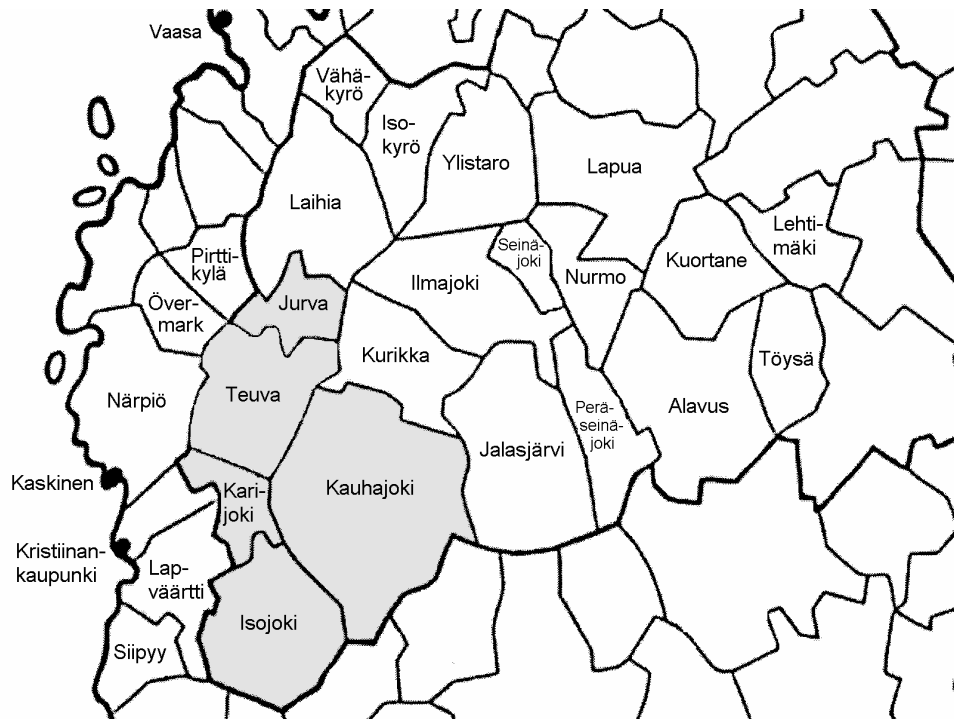 Vaasa
Vähä-
kyrö
Iso-
kyrö
Ylistaro
Lapua
Laihia
Lehti-
mäki
Pirtti-
kylä
Seinä-
joki
Kuortane
Ilmajoki
Nurmo
Över-
mark
Jurva
Kurikka
Töysä
Närpiö
Teuva
Alavus
Perä-
seinä-
joki
Jalasjärvi
Kaskinen
Kari-
joki
Kauhajoki
Kristiinan-
kaupunki
Lap-
väärtti
Isojoki
Siipyy